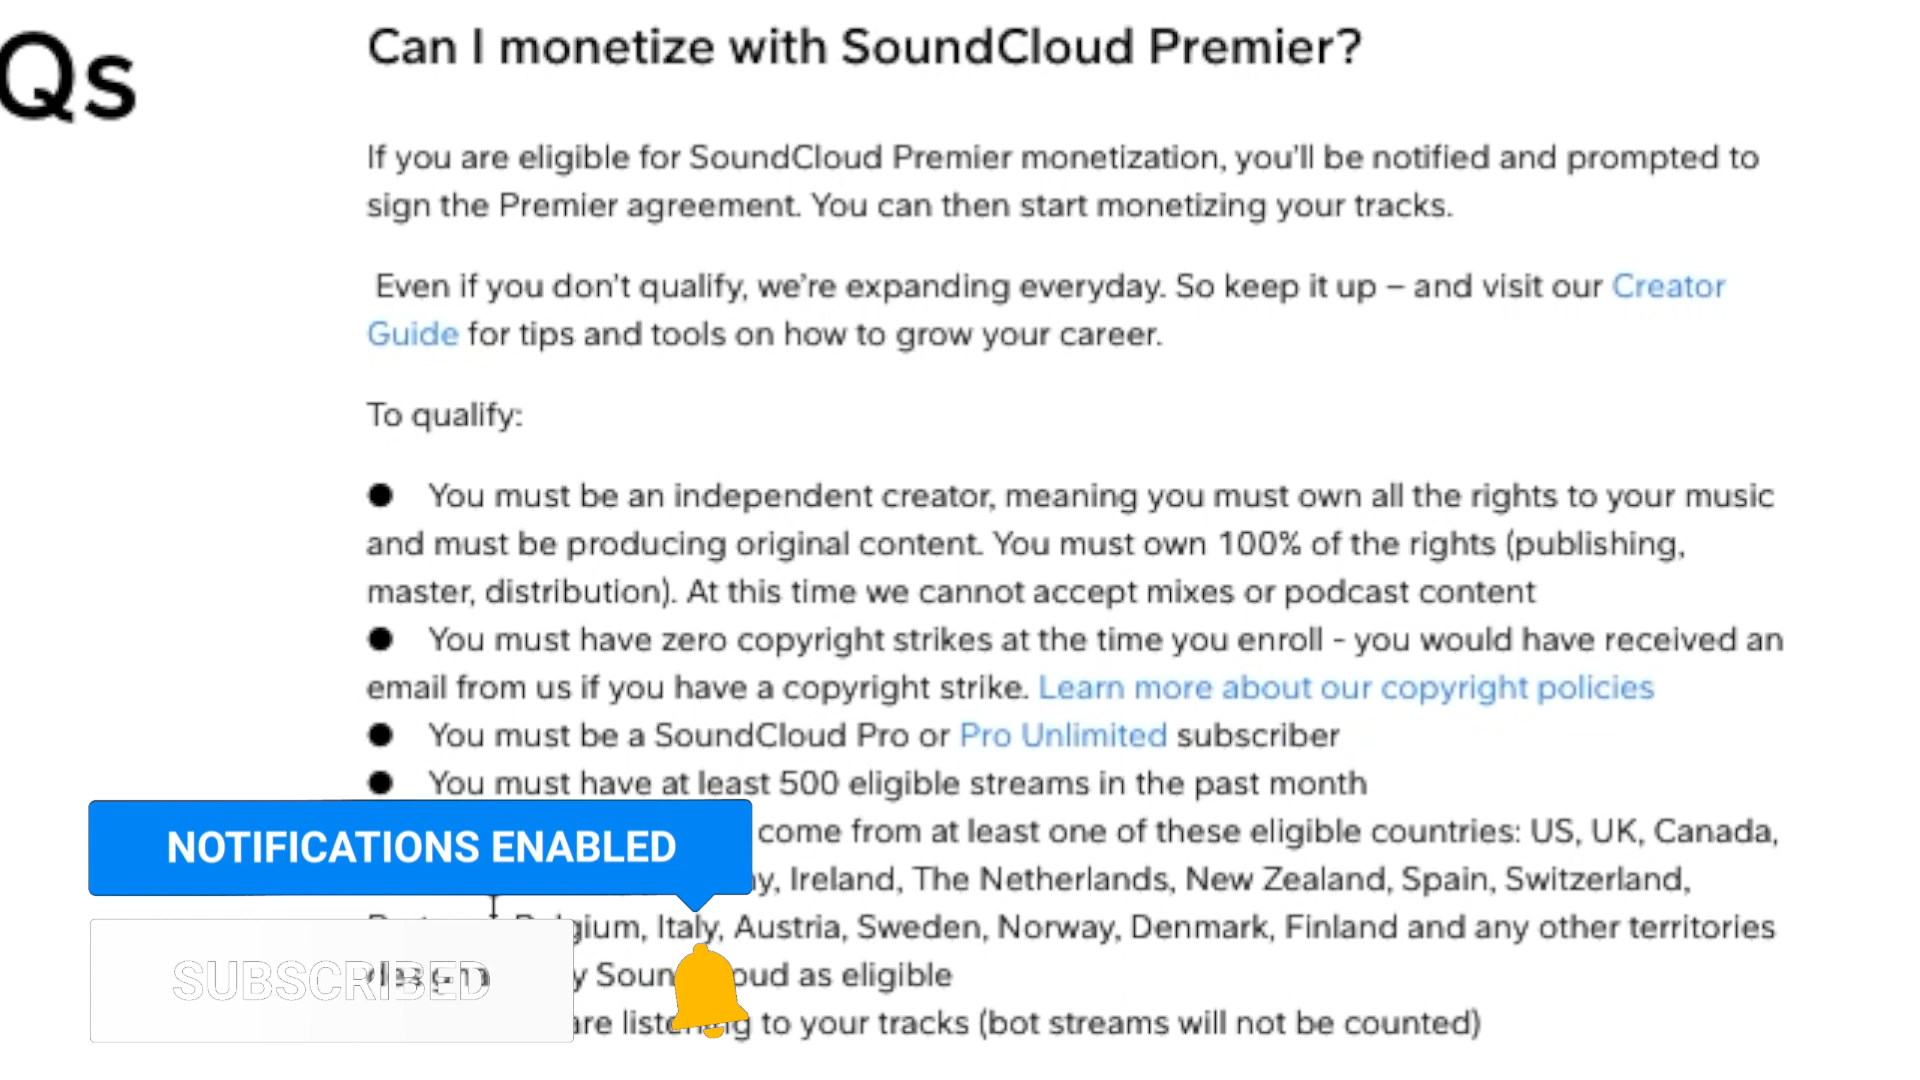 Qs
Can I monetize with SoundCloud Premier?
If you are eligible for SoundCloud Premier monetization, you'll be notified and prompted to
sign the Premier agreement. You can then start monetizing your tracks.
Even if you don't qualify, we're expanding everyday. So keep it up – and visit our Creator
Guide for tips and tools on how to grow your career.
To qualify:
● You must be an independent creator, meaning you must own all the rights to your music
and must be producing original content. You must own 100% of the rights (publishing,
master, distribution). At this time we cannot accept mixes or podcast content
● You must have zero copyright strikes at the time you enroll - you would have received an
email from us if you have a copyright strike. Learn more about our copyright policies
● You must be a SoundCloud Pro or Pro Unlimited subscriber
● You must have at least 500 eligible streams in the past month
come from at least one of these eligible countries: US, UK, Canada,
Ireland, The Netherlands, New Zealand, Spain, Switzerland,
Italy, Austria, Sweden, Norway, Denmark, Finland and any other territories
as eligible
to your tracks (bot streams will not be counted)
NOTIFICATIONS ENABLED
SUBSCRIBED